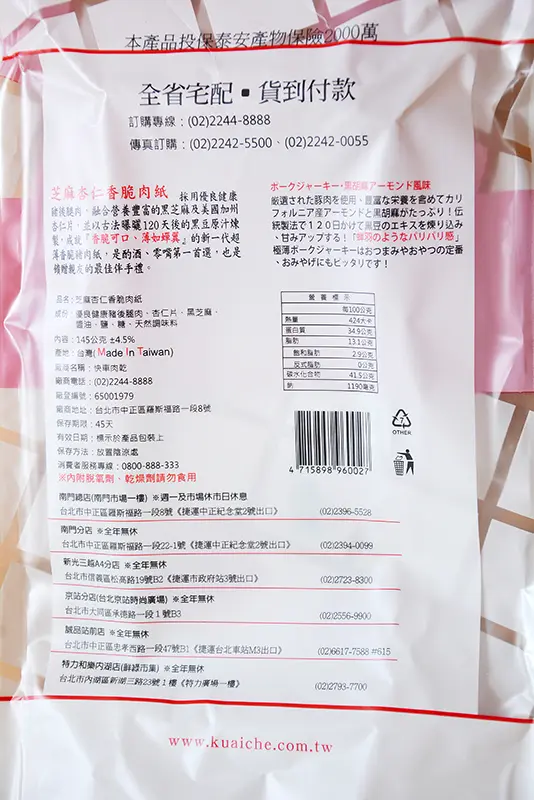 本產品投保泰安產物保險2000萬
全省宅配▪貨到付款
訂購專線：(02)2244-8888
傳真訂購：(02)2242-5500、(02)2242-0055
芝麻杏仁香脆肉紙 採用優良健康
豬後腿肉，融合營養豐富的黑芝麻及美國加州
杏仁片，並以古法曝曬120天後的黑豆原汁煉
製，成就『香脆可口、薄如蟬翼』的新一代超
薄香脆豬肉紙，是酌酒、零嘴第一首選，也是
餽贈親友的最佳伴手禮。
ポークジャーキー・黒胡麻アーモンド風味
厳選された豚肉を使用、豊富な栄養を含めてカリ
フォルニア産アーモンドと黒胡麻がたっぷり！伝
統製法で120日かけて黒豆のエキスを煉り込み
、甘みアップする！「蝉羽のようなパリパリ感」
極薄ポークジャーキーはおつまみやおやつの定番
、おみやげにもピッタリです！
品名：芝麻杏仁香脆肉紙
成份：優良健康豬後腿肉、杏仁片、黑芝麻、
醬油、鹽、糖、天然調味料
內容：145公克 ±4.5%
產地：台灣(Made In Taiwan)
廠商名稱：快車肉乾
廠商電話：(02)2244-8888
廠登編號：65001979
廠商地址：台北市中正區羅斯福路一段8號
保存期限：45天
有效日期：標示於產品包裝上
保存方法：放置陰涼處
消費者服務專線：0800-888-333
※內附脫氧劑、乾燥劑請勿食用
營養標示
每100公克
熱量 424大卡
蛋白質 34.9公克
脂肪 13.1公克
飽和脂肪 2.9公克
反式脂肪 0公克
碳水化合物 41.5公克
鈉 1190毫克
4 715898 960027
7
OTHER
南門總店(南門市場一樓) ※週一及市場休市日休息
台北市中正區羅斯福路一段8號《捷運中正紀念堂2號出口》 (02)2396-5528
南門分店 ※全年無休
台北市中正區羅斯福路一段22-1號《捷運中正紀念堂2號出口》 (02)2394-0099
新光三越A4分店 ※全年無休
台北市信義區松高路19號B2《捷運市政府站3號出口》 (02)2723-8300
京站分店(台北京站時尚廣場) ※全年無休
台北市大同區承德路一段1號B3 (02)2556-9900
誠品站前店 ※全年無休
台北市中正區忠孝西路一段47號B1《捷運台北車站M3出口》 (02)6617-7588 #615
特力和樂內湖店(鮮綠市集) ※全年無休
台北市內湖區新湖三路23號1樓《特力廣場一樓》 (02)2793-7700
www.kuaiche.com.tw